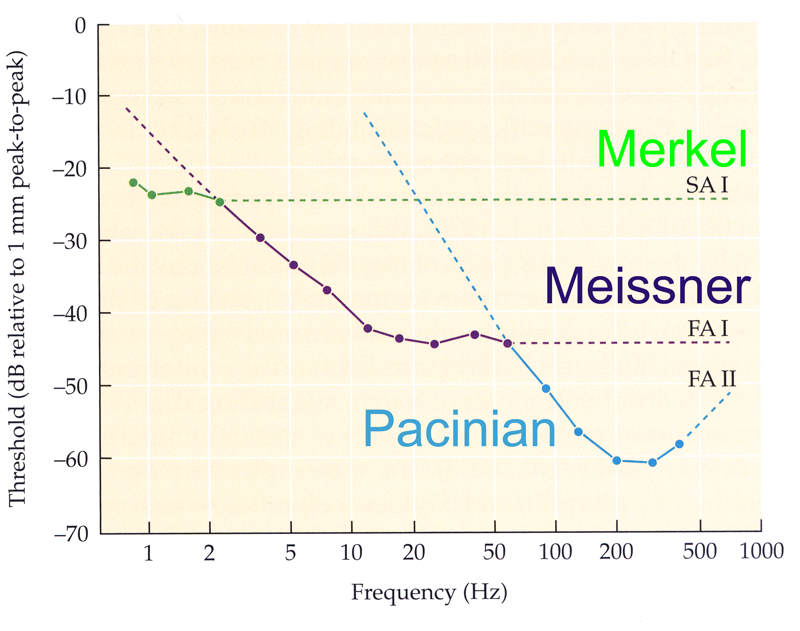 Threshold (dB relative to 1 mm peak-to-peak)
0
–10
–20
–30
–40
–50
–60
–70
Merkel
SA I
Meissner
FA I
FA II
Pacinian
1 2 5 10 20 50 100 200 500 1000
Frequency (Hz)